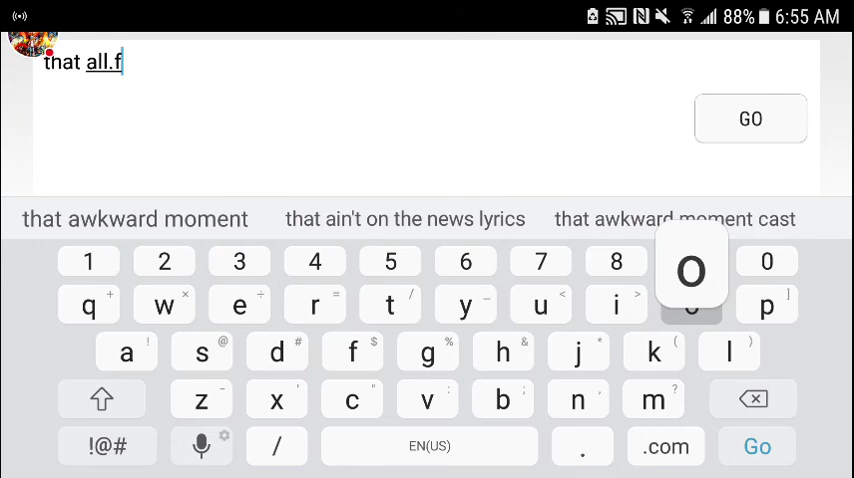 88% 6:55 AM
that all.f
GO
that awkward moment that ain't on the news lyrics that awkward moment cast
1 2 3 4 5 6 7 8 0
q + w × e ÷ r = t / y _ u < i > o p ]
a ! s @ d # f $ g % h & j * k ( l )
z - x ' c " v : b ; n , m ?
!@# / EN(US) . .com Go